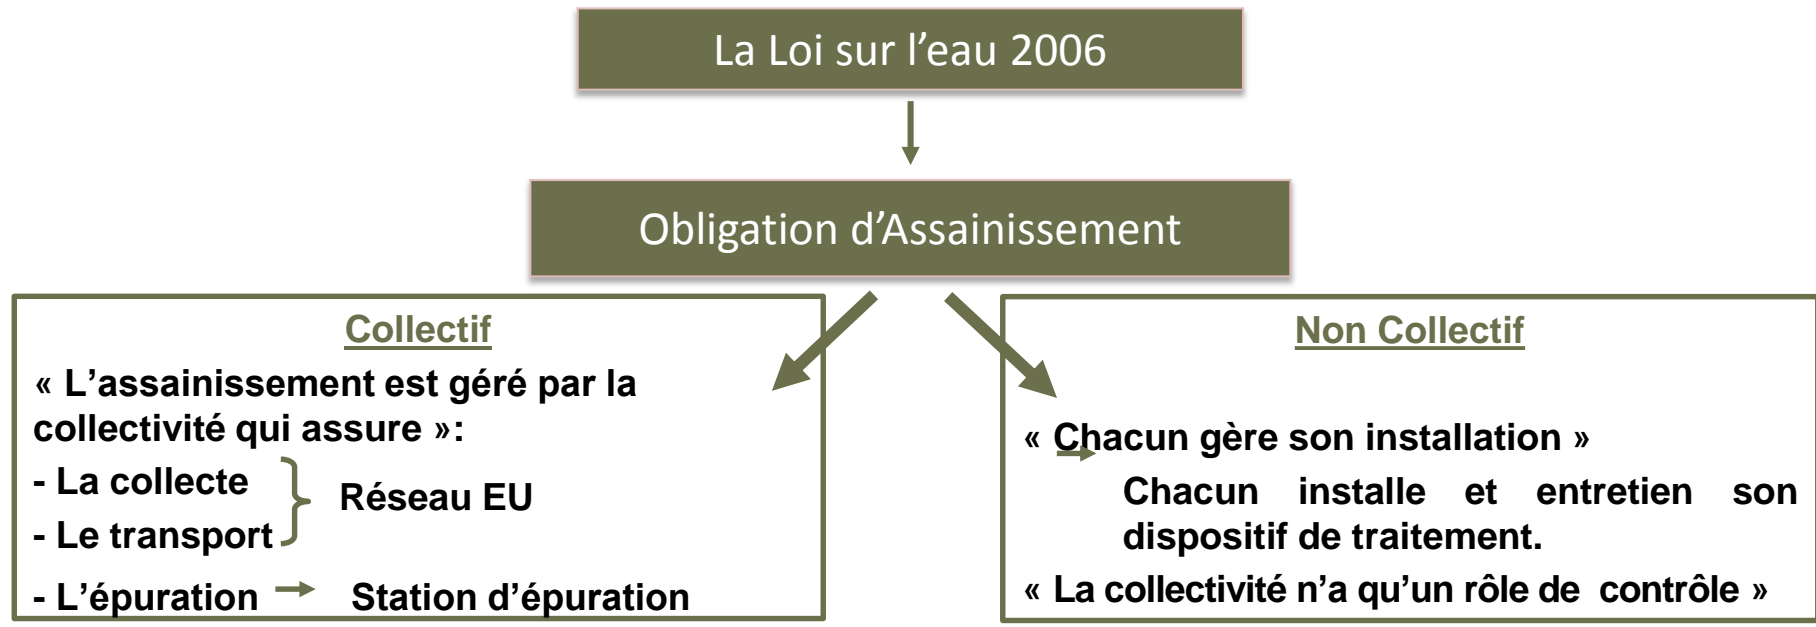 La Loi sur l’eau 2006
Obligation d’Assainissement
Collectif
« L’assainissement est géré par la
collectivité qui assure »:
- La collecte
- Le transport
Réseau EU
- L’épuration
Station d’épuration
Non Collectif
« Chacun gère son installation »
Chacun installe et entretien son
dispositif de traitement.
« La collectivité n’a qu’un rôle de contrôle »